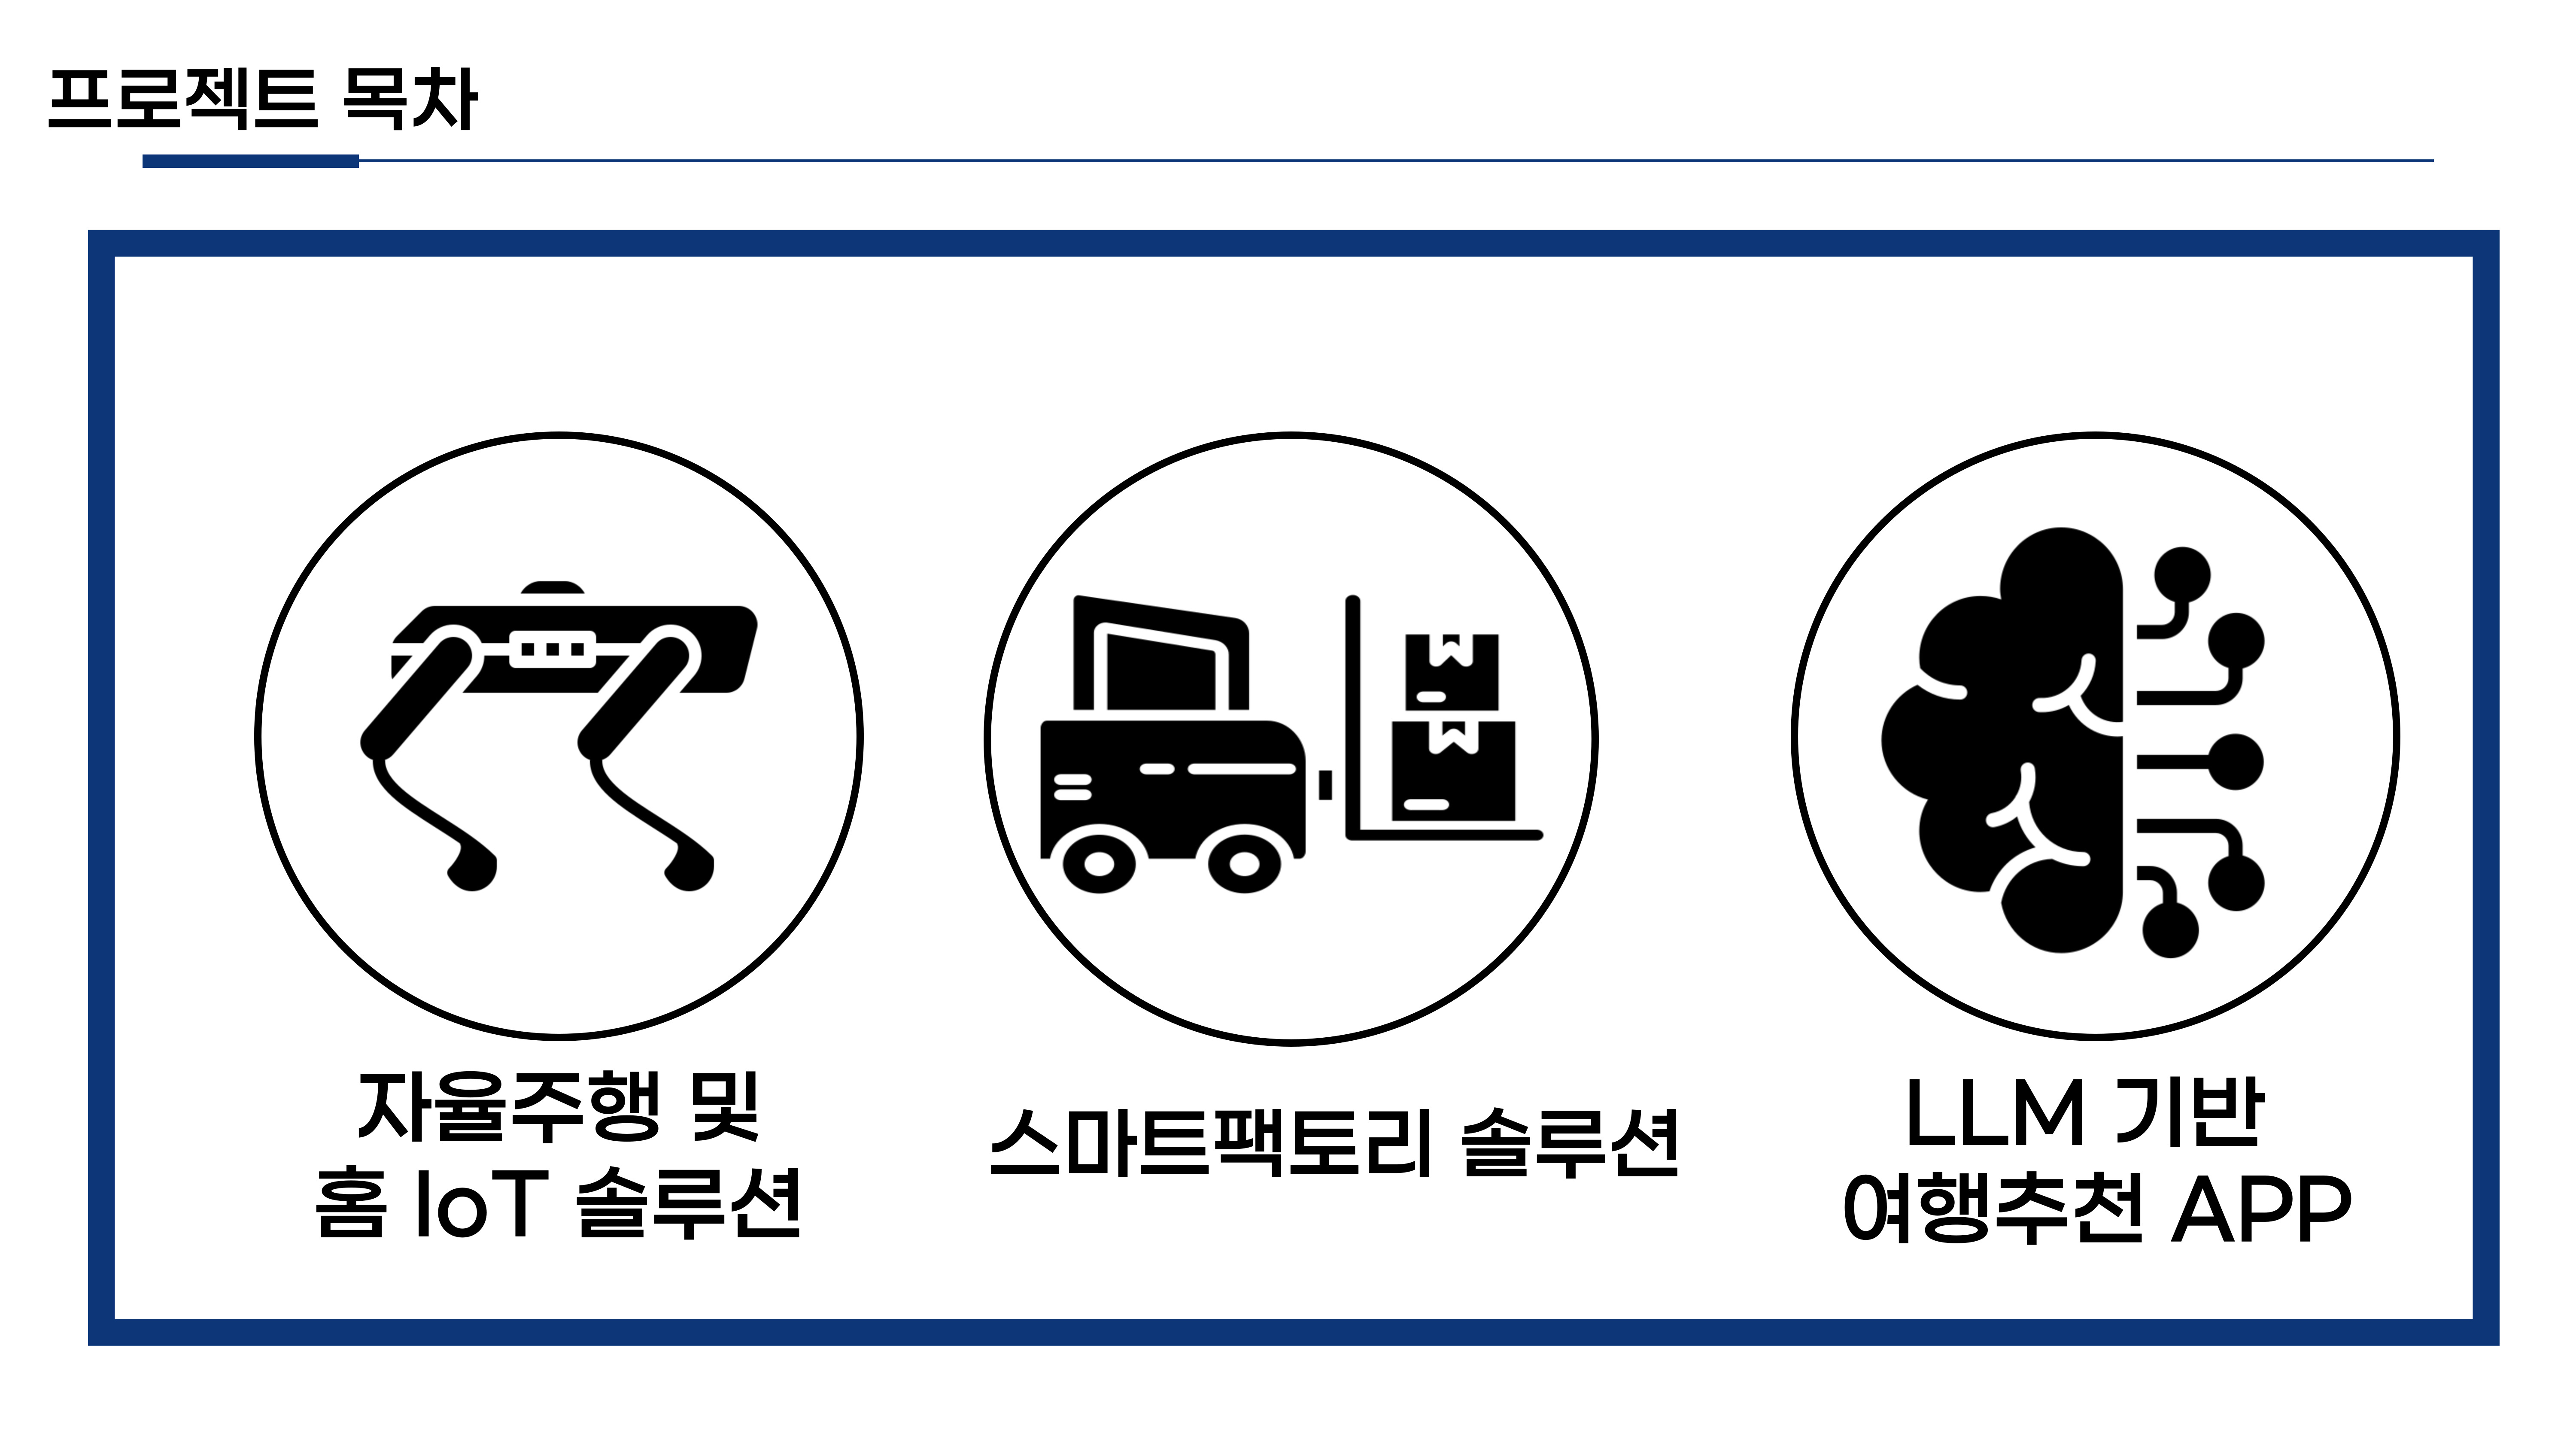 프로젝트 목차
자율주행 및
홈 IoT 솔루션
스마트팩토리 솔루션
LLM 기반
여행추천 APP